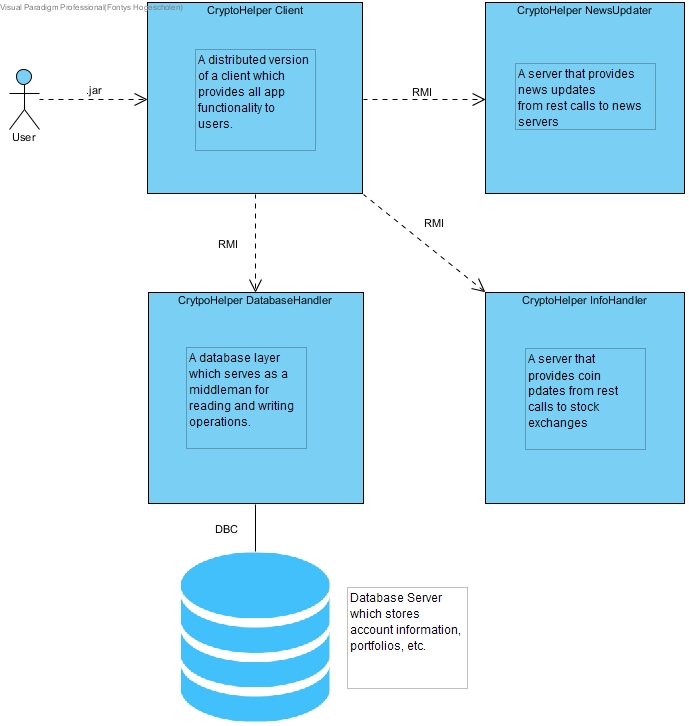 Visual Paradigm Professional(Fontys Hogescholen)
CryptoHelper Client
A distributed version
of a client which
provides all app
functionality to
users.
CryptoHelper NewsUpdater
A server that provides
news updates
from rest calls to news
servers
User
.jar
RMI
RMI
RMI
CrytpoHelper DatabaseHandler
A database layer
which serves as a
middleman for
reading and writing
operations.
CryptoHelper InfoHandler
A server that
provides coin
pdates from rest
calls to stock
exchanges
DBC
Database Server
which stores
account information,
portfolios, etc.